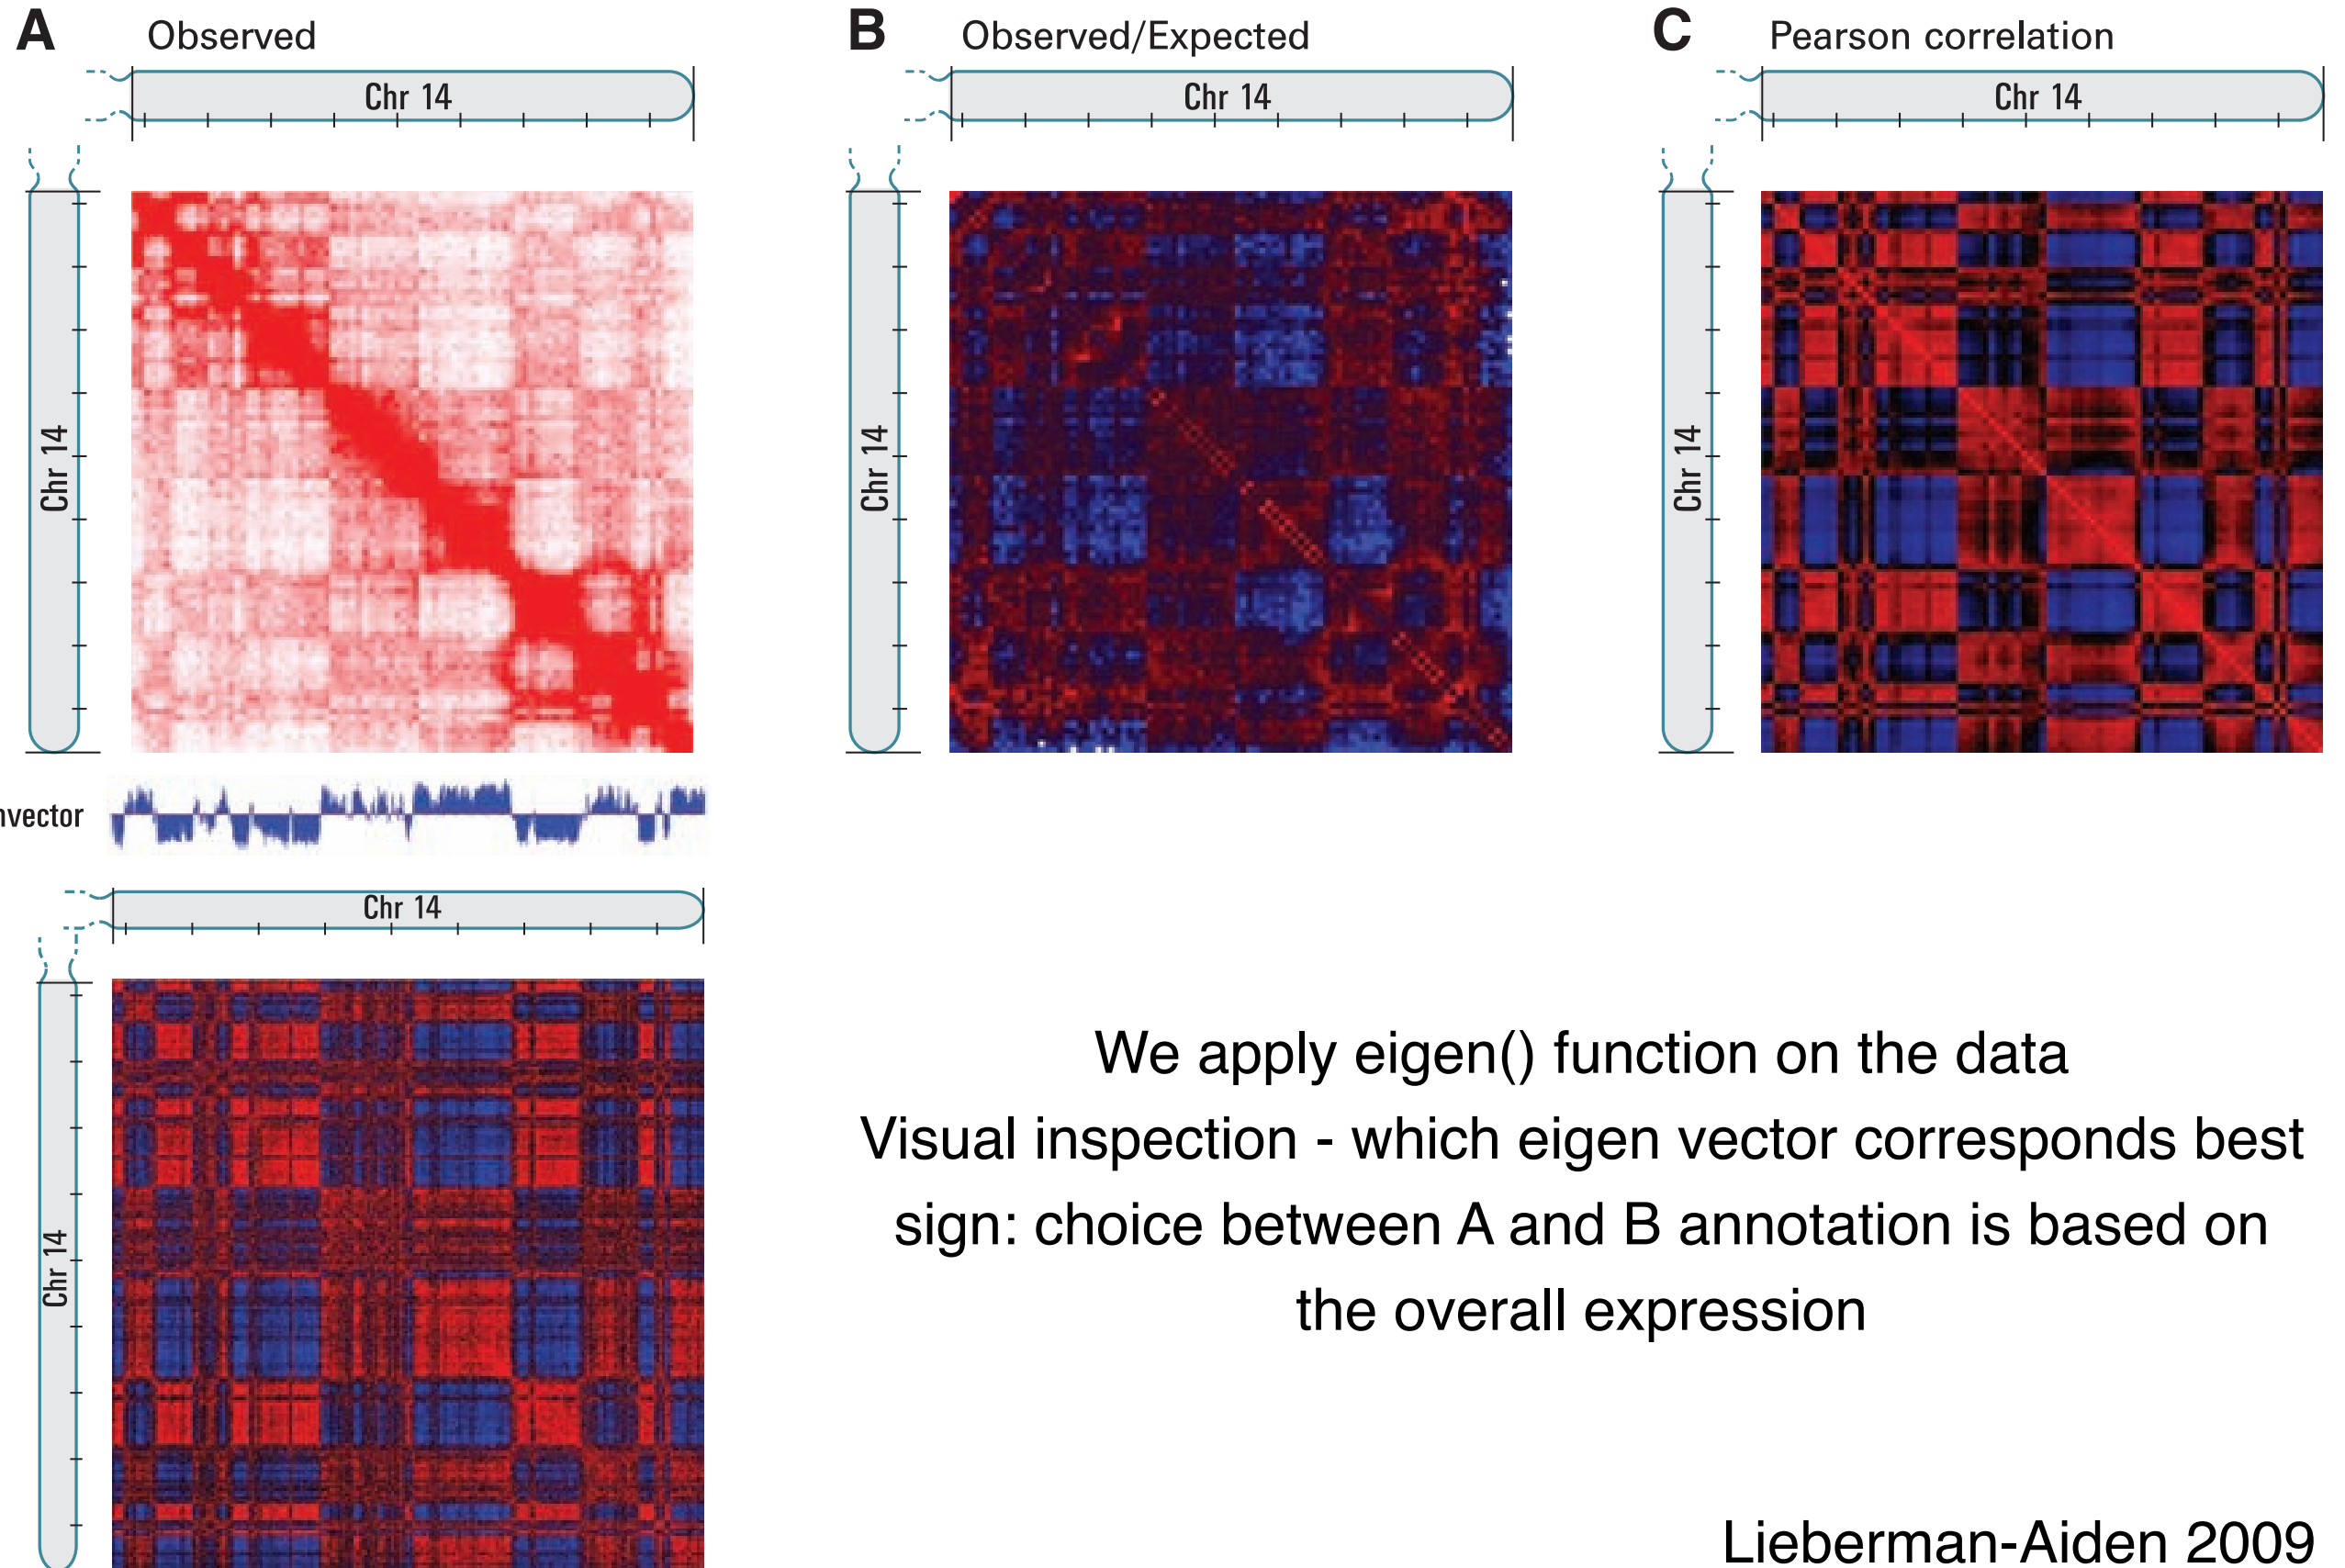 A Observed
B Observed/Expected
C Pearson correlation
Chr 14
Chr 14
Chr 14
Chr 14
Chr 14
Chr 14
nvector
Chr 14
Chr 14
We apply eigen() function on the data
Visual inspection - which eigen vector corresponds best
sign: choice between A and B annotation is based on
the overall expression
Lieberman-Aiden 2009